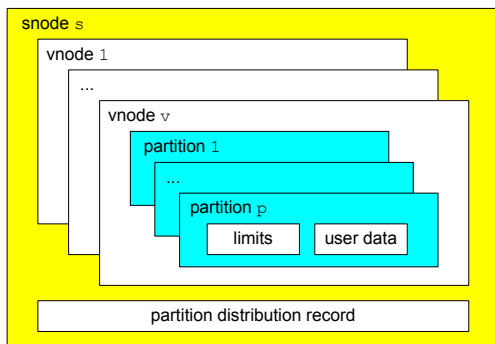 snode s
vnode 1
...
vnode v
partition 1
...
partition p
limits user data
partition distribution record